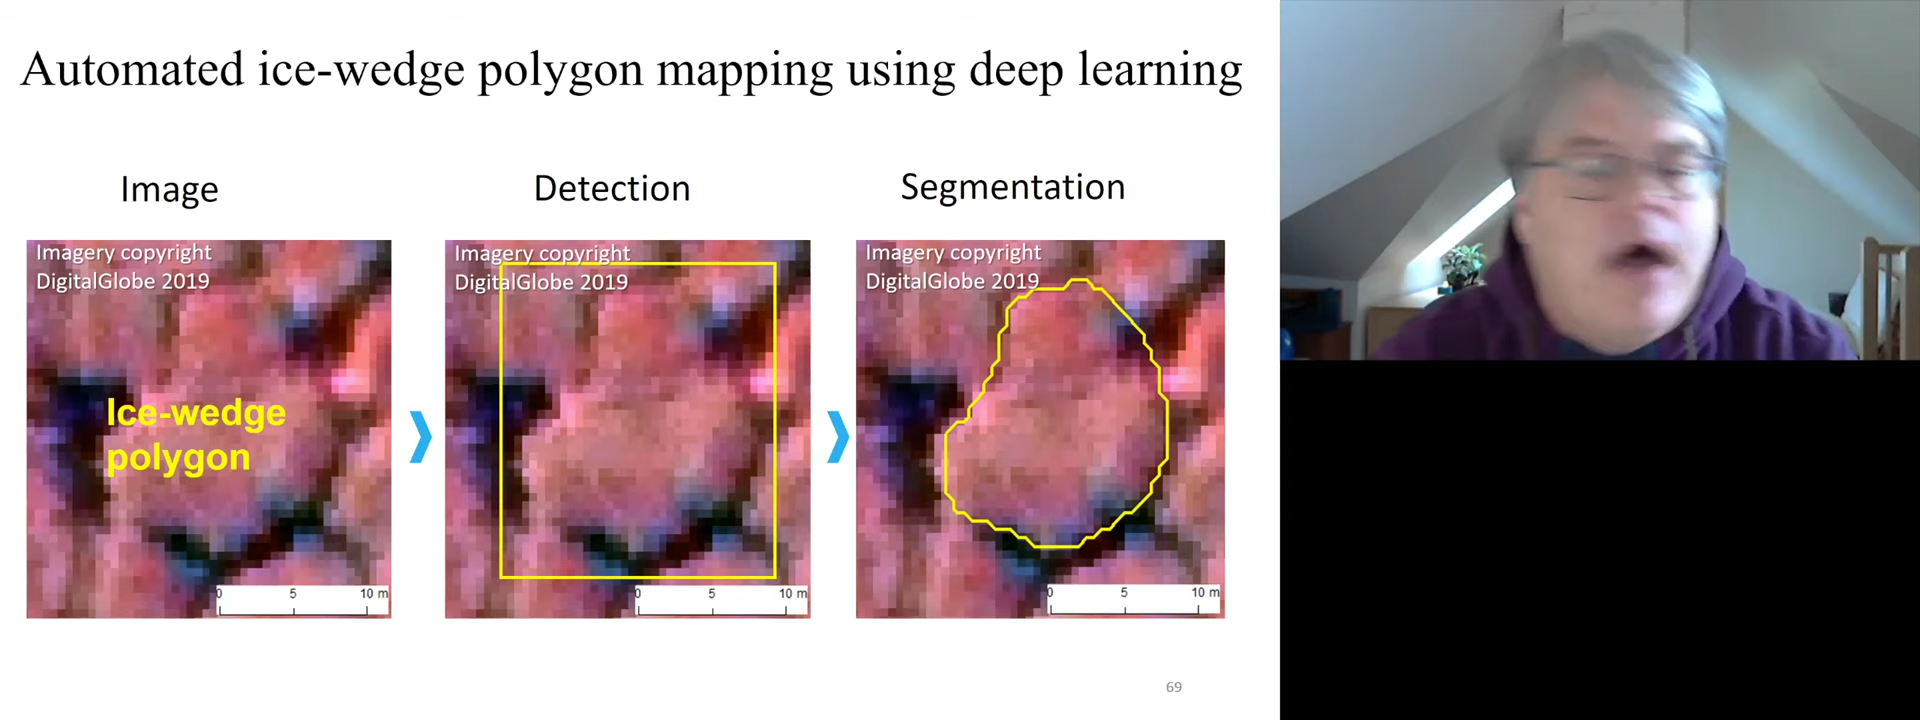 Automated ice-wedge polygon mapping using deep learning
Image
Detection
Segmentation
Imagery copyright
DigitalGlobe 2019
Ice-wedge
polygon
0 5 10 m
Imagery copyright
DigitalGlobe 2019
0 5 10 m
Imagery copyright
DigitalGlobe 2019
0 5 10 m
69